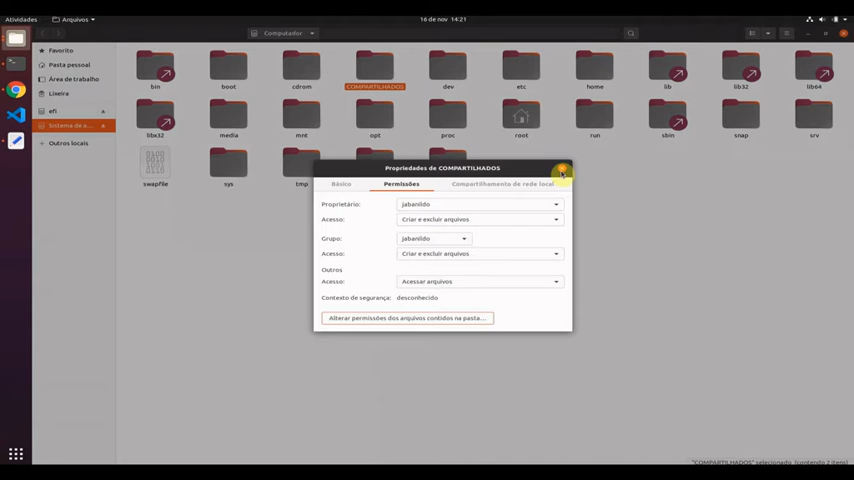 Atividades Arquivos 16 de nov 14:21
Computador
Favorito
Pasta pessoal
Área de trabalho
Lixeira
efi
Sistema de a...
Outros locais
bin boot cdrom COMPARTILHADOS dev etc home lib lib32 lib64
libx32 media mnt opt proc root run sbin snap srv
swapfile sys tmp
Propriedades de COMPARTILHADOS
Básico Permissões Compartilhamento de rede local
Proprietário: jabanildo
Acesso: Criar e excluir arquivos
Grupo: jabanildo
Acesso: Criar e excluir arquivos
Outros
Acesso: Acessar arquivos
Contexto de segurança: desconhecido
Alterar permissões dos arquivos contidos na pasta...
"COMPARTILHADOS" selecionado (contendo 2 itens)